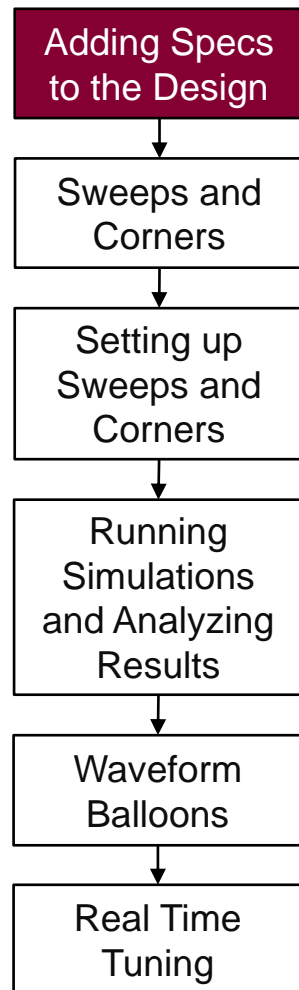 Adding Specs
to the Design
Sweeps and
Corners
Setting up
Sweeps and
Corners
Running
Simulations
and Analyzing
Results
Waveform
Balloons
Real Time
Tuning